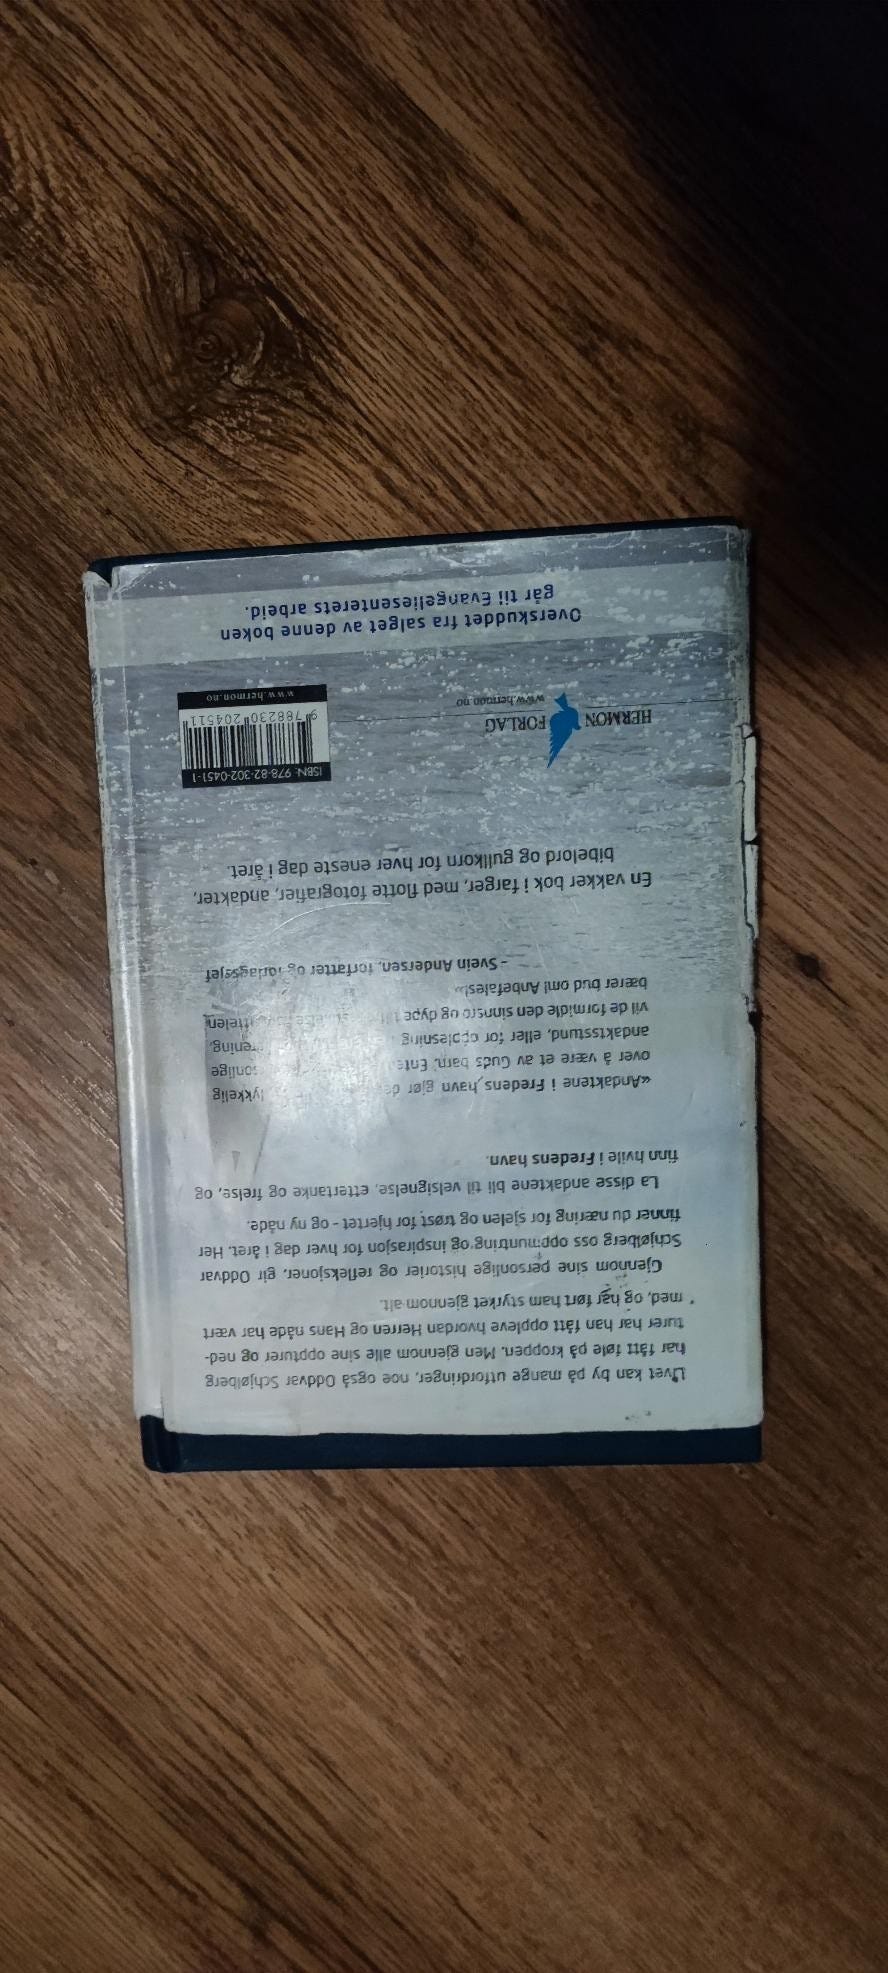 Livet kan by på mange utfordringer, noe også Oddvar Schjølberg
har fått føle på kroppen. Men gjennom alle sine oppturer og ned-
turer har han fått oppleve hvordan Herren og Hans nåde har vært
med, og har ført ham styrket gjennom alt.
Gjennom sine personlige historier og refleksjoner, gir Oddvar
Schjølberg oss oppmuntring og inspirasjon for hver dag i året. Her
finner du næring for sjelen og trøst for hjertet - og ny nåde.
La disse andaktene bli til velsignelse, ettertanke og frelse, og
finn hvile i Fredens havn.
«Andaktene i Fredens havn gjør
over å være et av Guds barn.
andaktsstund, eller for opplesning
vil de formidle den sinnsro og dype
bærer bud om! Anbefales!»
- Svein Andersen, forfatter og forlagssjef
En vakker bok i farger, med flotte fotografier, andakter,
bibelord og gullkorn for hver eneste dag i året.
HERMON FORLAG
www.hermon.no
ISBN: 978-82-302-0451-1
9 788230 204511
www.hermon.no
Overskuddet fra salget av denne boken
går til Evangeliesenterets arbeid.